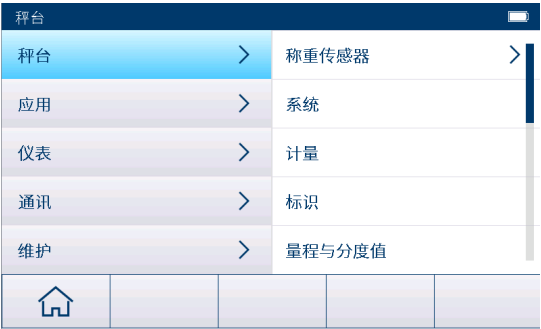 秤台
秤台
称重传感器
应用
系统
仪表
计量
通讯
标识
维护
量程与分度值